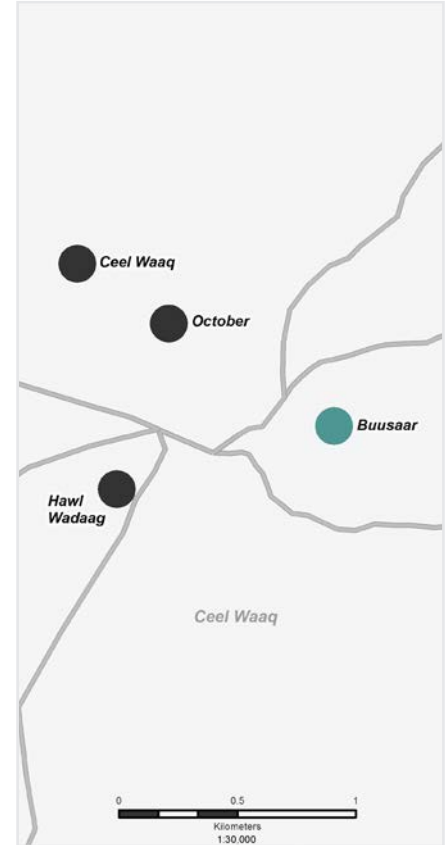 Ceel Waaq
October
Buusaar
Hawl
Wadaag
Ceel Waaq
0 0.5 1
Kilometers
1:30,000